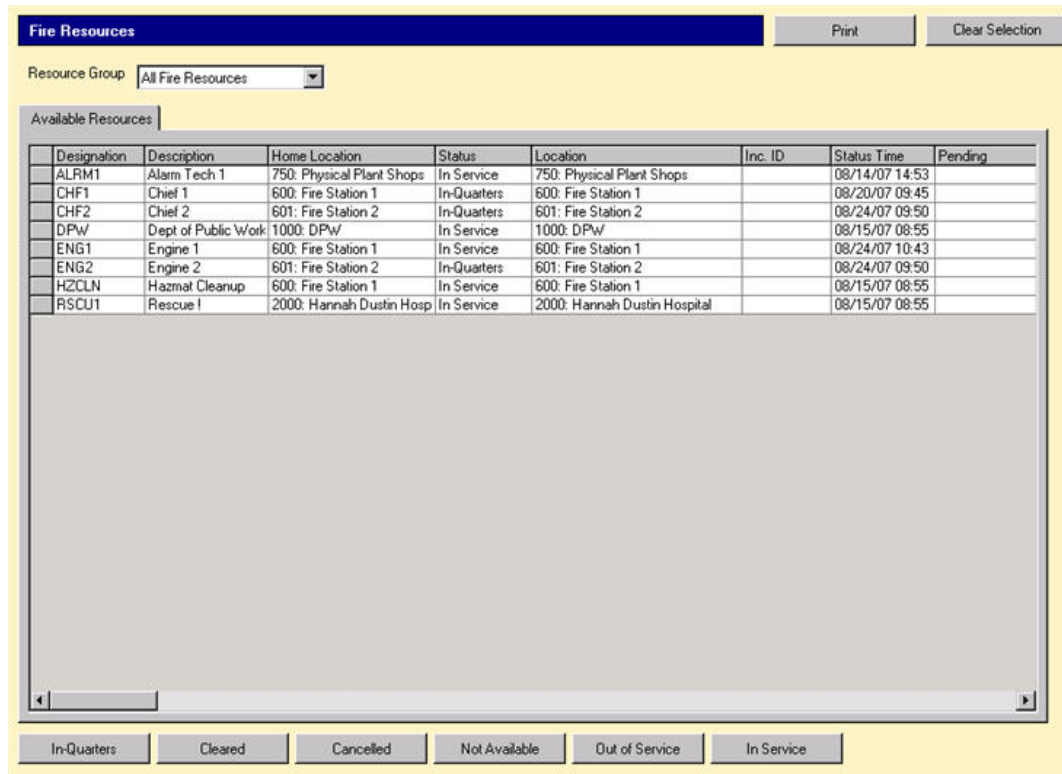 Fire Resources Print Clear Selection
Resource Group All Fire Resources
Available Resources
Designation Description Home Location Status Location Inc. ID Status Time Pending
ALRM1 Alarm Tech 1 750: Physical Plant Shops In Service 750: Physical Plant Shops 08/14/07 14:53
CHF1 Chief 1 600: Fire Station 1 In-Quarters 600: Fire Station 1 08/20/07 09:45
CHF2 Chief 2 601: Fire Station 2 In-Quarters 601: Fire Station 2 08/24/07 09:50
DPW Dept of Public Work 1000: DPW In Service 1000: DPW 08/15/07 08:55
ENG1 Engine 1 600: Fire Station 1 In Service 600: Fire Station 1 08/24/07 10:43
ENG2 Engine 2 601: Fire Station 2 In-Quarters 601: Fire Station 2 08/24/07 09:50
HZCLN Hazmat Cleanup 600: Fire Station 1 In Service 600: Fire Station 1 08/15/07 08:55
RSCU1 Rescue ! 2000: Hannah Dustin Hosp In Service 2000: Hannah Dustin Hospital 08/15/07 08:55
In-Quarters Cleared Cancelled Not Available Out of Service In Service